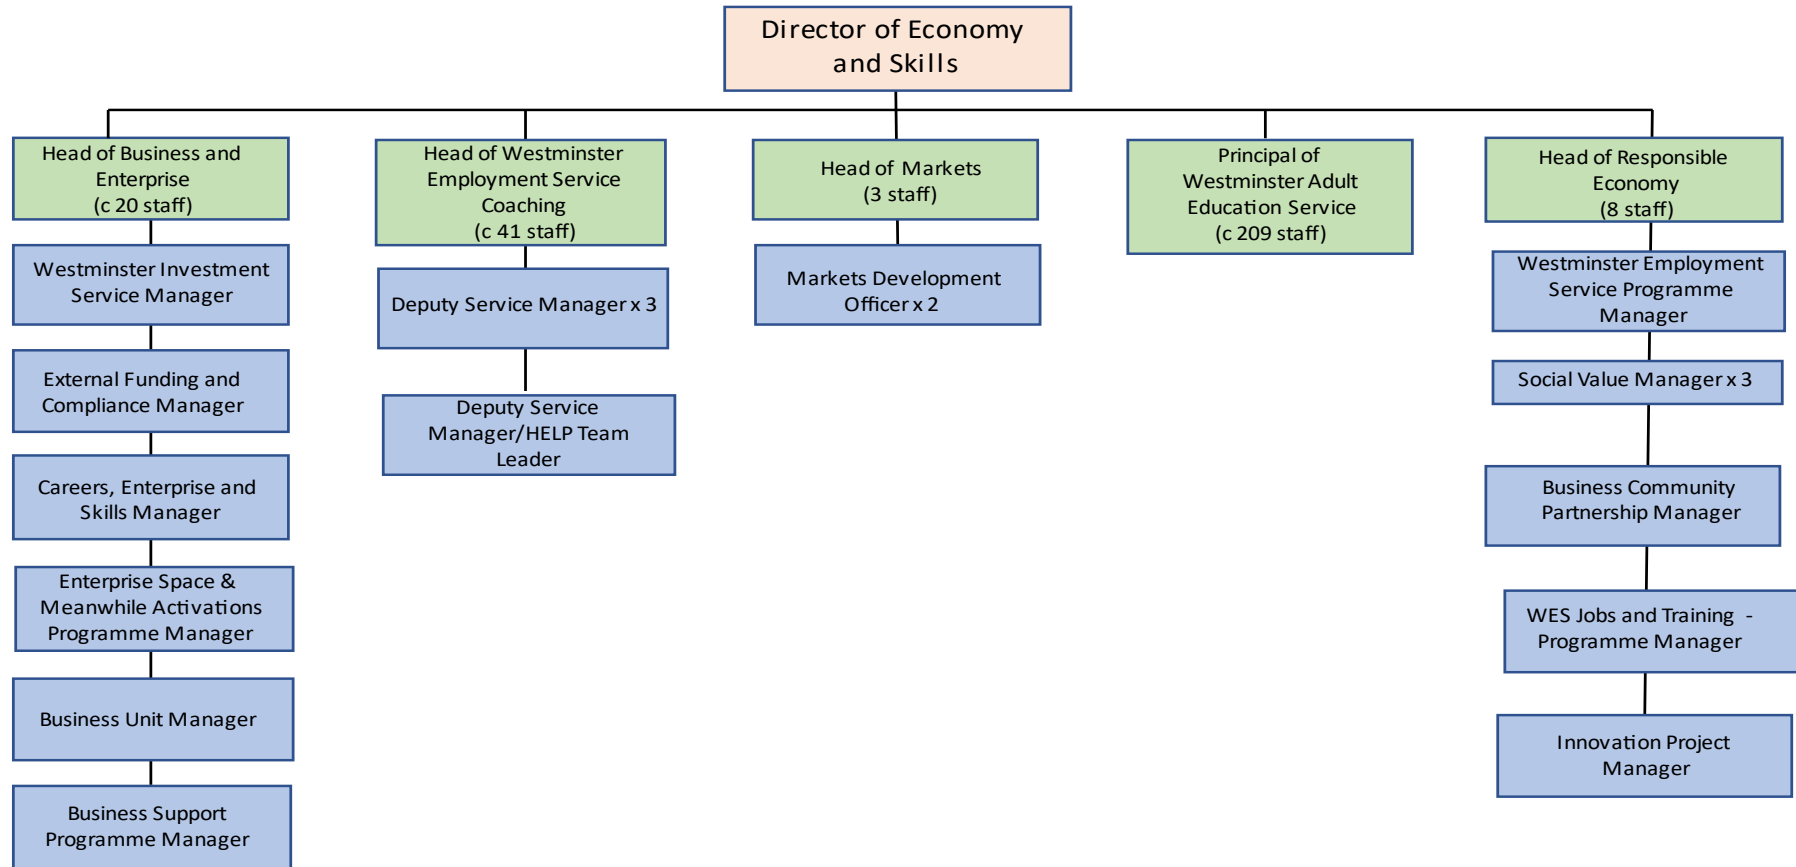 Director of Economy
and Skills
Head of Business and
Enterprise
(c 20 staff)
Westminster Investment
Service Manager
External Funding and
Compliance Manager
Careers, Enterprise and
Skills Manager
Enterprise Space &
Meanwhile Activations
Programme Manager
Business Unit Manager
Business Support
Programme Manager
Head of Westminster
Employment Service
Coaching
(c 41 staff)
Deputy Service Manager x 3
Deputy Service
Manager/HELP Team
Leader
Head of Markets
(3 staff)
Markets Development
Officer x 2
Principal of
Westminster Adult
Education Service
(c 209 staff)
Head of Responsible
Economy
(8 staff)
Westminster Employment
Service Programme
Manager
Social Value Manager x 3
Business Community
Partnership Manager
WES Jobs and Training -
Programme Manager
Innovation Project
Manager